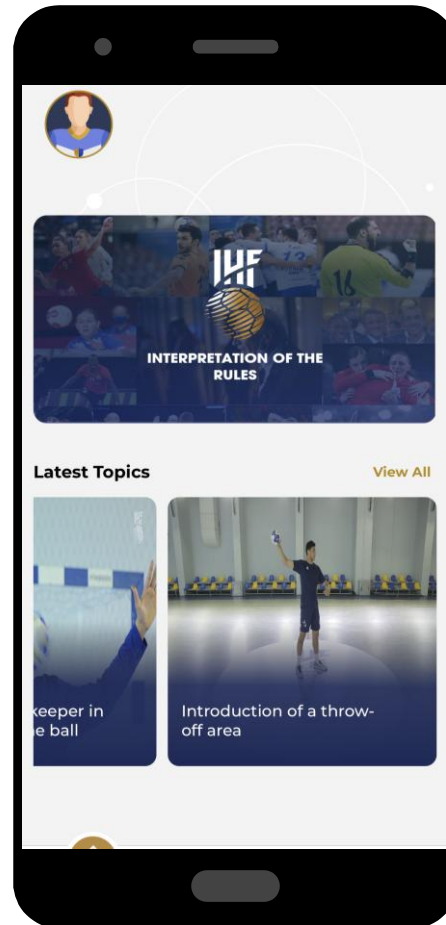 IHF
INTERPRETATION OF THE
RULES
Latest Topics
View All
keeper in
e ball
Introduction of a throw-
off area